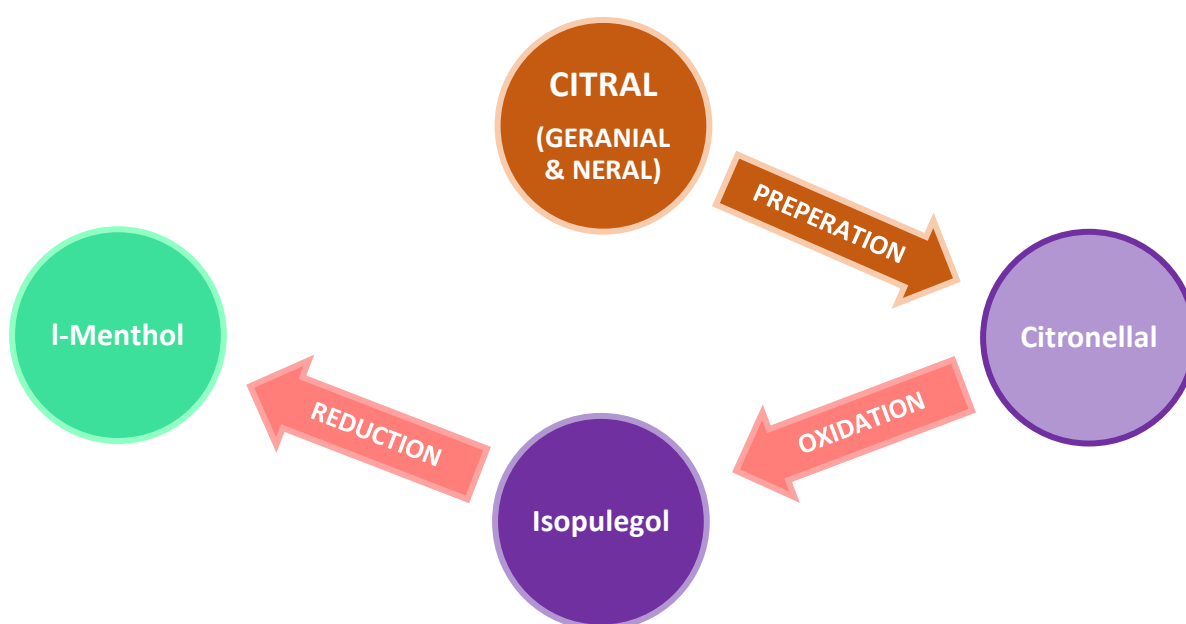 CITRAL
(GERANIAL
& NERAL)
PREPERATION
Citronellal
OXIDATION
Isopulegol
REDUCTION
l-Menthol